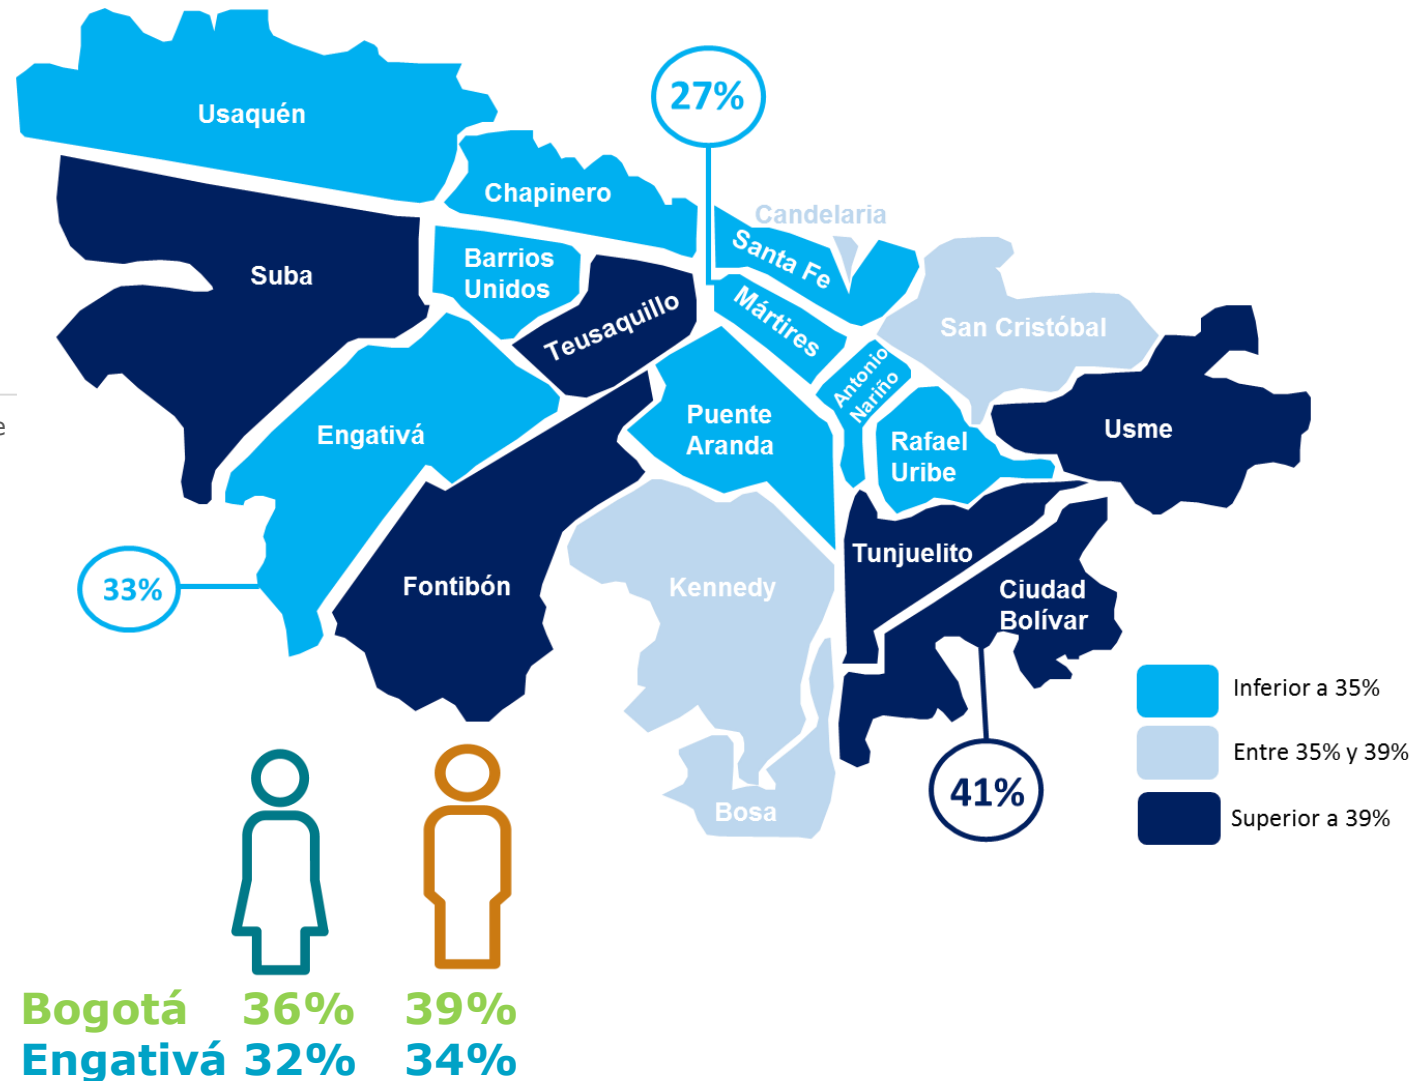 27%
Usaquén
Chapinero
Candelaria
Santa Fe
Barrios
Unidos
Suba
Teusaquillo
Mártires
San Cristóbal
Antonio
Nariño
Puente
Aranda
Engativá
Rafael
Uribe
Usme
e
Tunjuelito
Fontibón
Kennedy
33%
Ciudad
Bolívar
Inferior a 35%
Entre 35% y 39%
41%
Bosa
Superior a 39%
Bogotá 36% 39%
Engativá 32% 34%